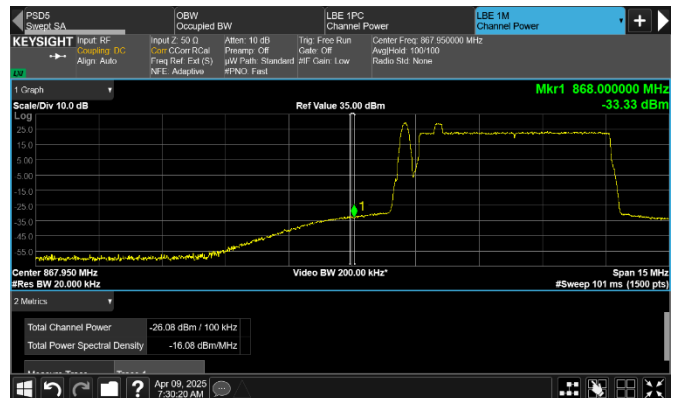 PSD5
Swept SA
OBW
Occupied BW
LBE 1PC
Channel Power
LBE 1M
Channel Power
KEYSIGHT
Input: RF
Coupling: DC
Align: Auto
Input Z: 50 Ω
Corr CCorr RCal
Freq Ref: Ext (S)
NFE: Adaptive
Atten: 10 dB
Preamp: Off
µW Path: Standard
#PNO: Fast
Trig: Free Run
Gate: Off
#IF Gain: Low
Center Freq: 867.950000 MHz
Avg|Hold: 100/100
Radio Std: None
LXI
1 Graph
Mkr1 868.000000 MHz
Scale/Div 10.0 dB
Ref Value 35.00 dBm
-33.33 dBm
Log
25.0
15.0
5.00
-5.00
-15.0
-25.0
-35.0
-45.0
-55.0
1
Center 867.950 MHz
Video BW 200.00 kHz*
Span 15 MHz
#Res BW 20.000 kHz
#Sweep 101 ms (1500 pts)
2 Metrics
Total Channel Power
-26.08 dBm / 100 kHz
Total Power Spectral Density
-16.08 dBm/MHz
Measure Trace
Trace 1
?
Apr 09, 2025
7:30:20 AM